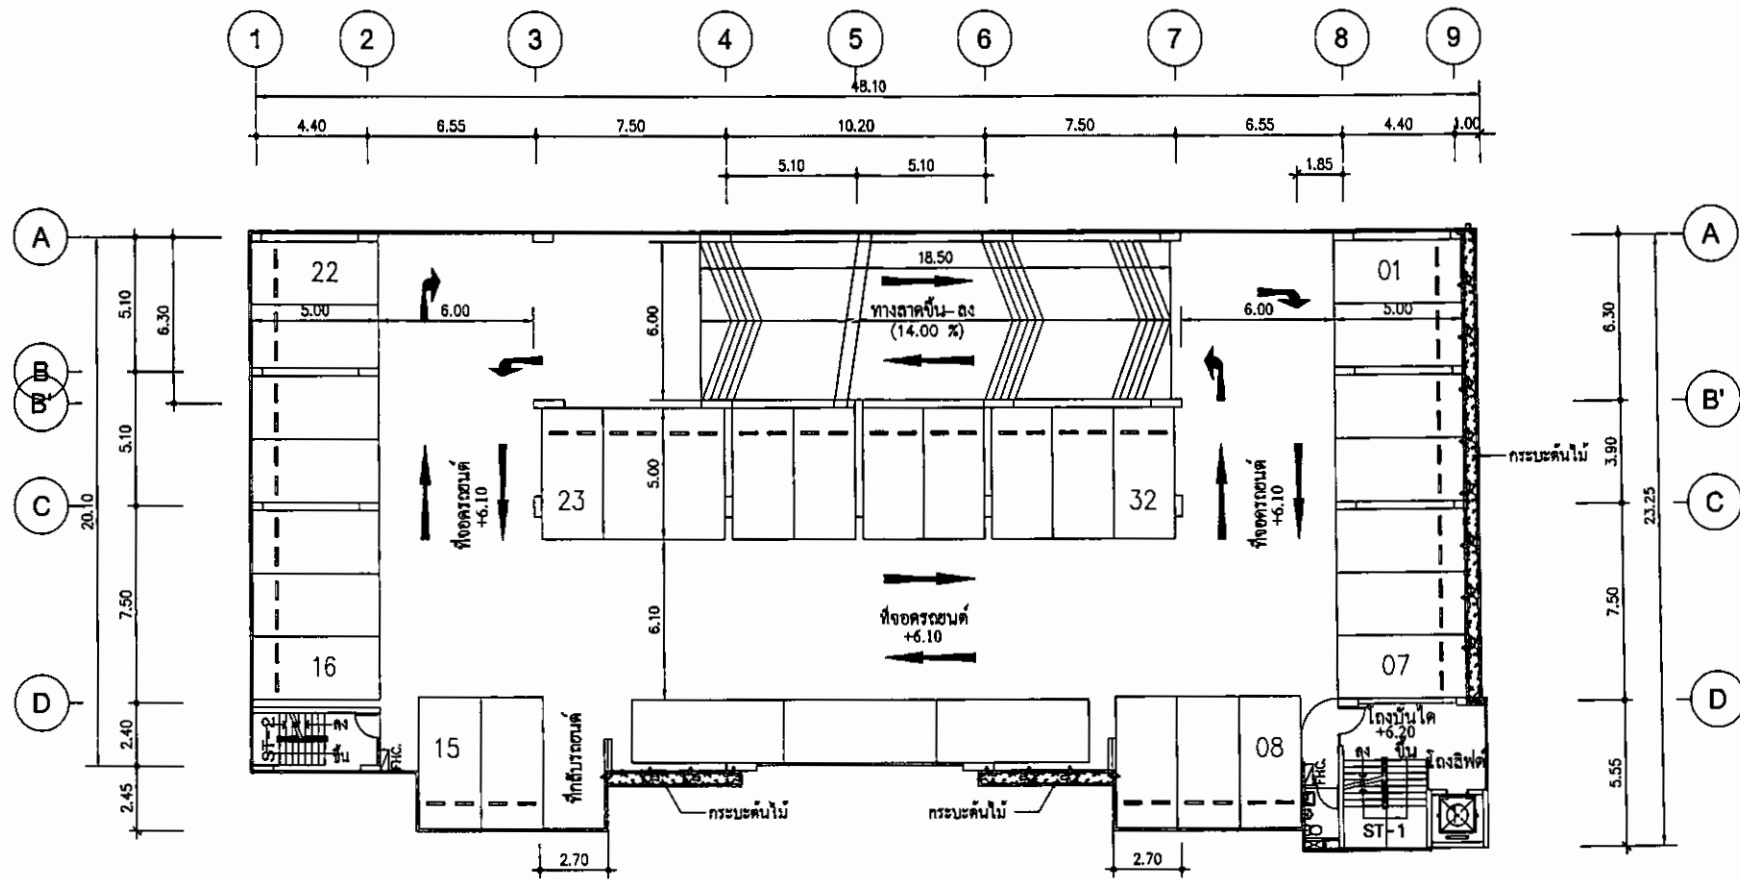 1 2 3 4 5 6 7 8 9
48.10
4.40 6.55 7.50 10.20 7.50 6.55 4.40 1.00
5.10 5.10 1.85
A A
22 18.50 01
ทางลาดขึ้น-ลง
(14.00 %)
5.00 6.00 6.00 6.00 5.00
5.10 6.30 6.30
B
B' B'
5.10 3.90
กระบะต้นไม้
23 5.00 32
ที่จอดรถยนต์
+6.10
ที่จอดรถยนต์
+6.10
C C
20.10 23.25
7.50 6.10 7.50
ที่จอดรถยนต์
+6.10
16 07
D D
ST-2 ลง
ขึ้น
FHC.
15 ที่กลับรถยนต์ 08
โถงบันได
+6.20
ลง ขึ้น โถงลิฟต์
FHC.
2.40 5.55
2.45
กระบะต้นไม้ กระบะต้นไม้
ST-1
2.70 2.70